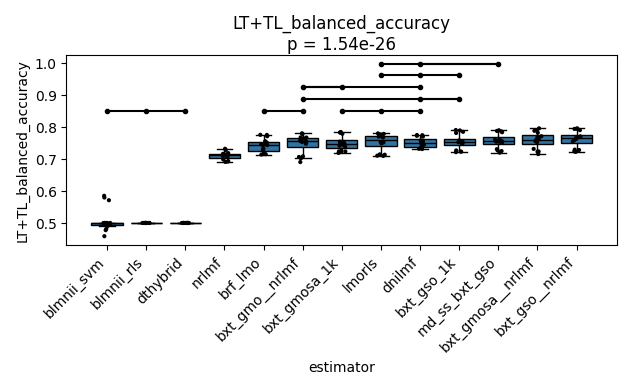 LT+TL_balanced_accuracy
p = 1.54e-26
LT+TL_balanced_accuracy
1.0
0.9
0.8
0.7
0.6
0.5
blmnii_svm
blmnii_rls
dthybrid
nrlmf
brf_lmo
bxt_gmo__nrlmf
bxt_gmosa_1k
lmorls
dnilmf
bxt_gso_1k
md_ss_bxt_gso
bxt_gmosa__nrlmf
bxt_gso__nrlmf
estimator